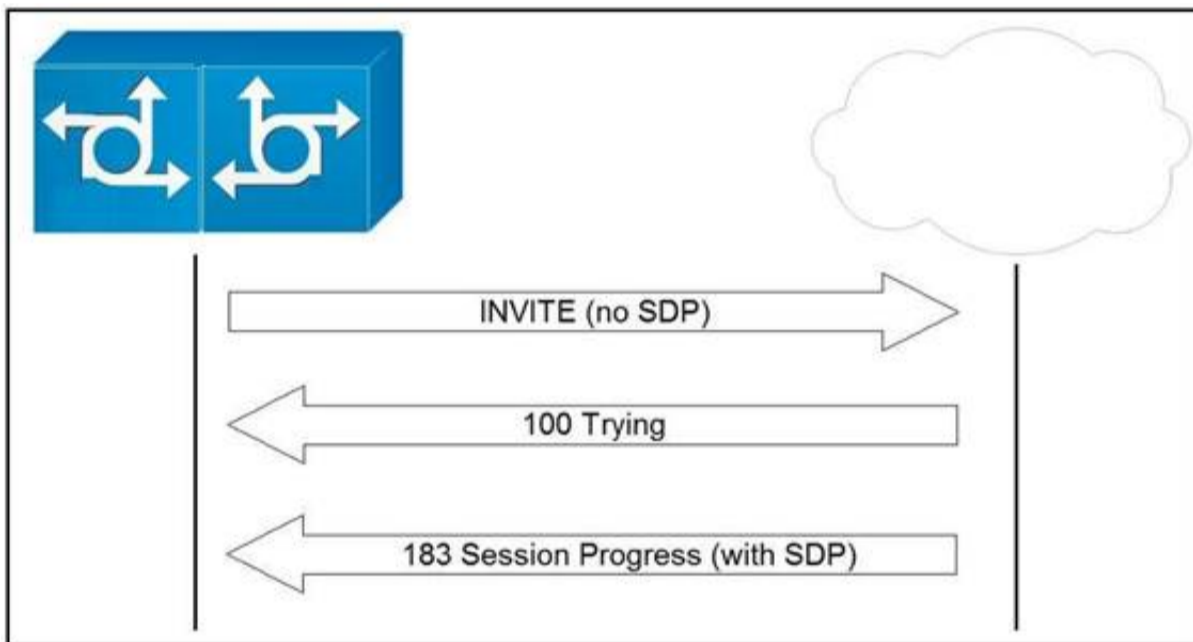 INVITE (no SDP)
100 Trying
183 Session Progress (with SDP)